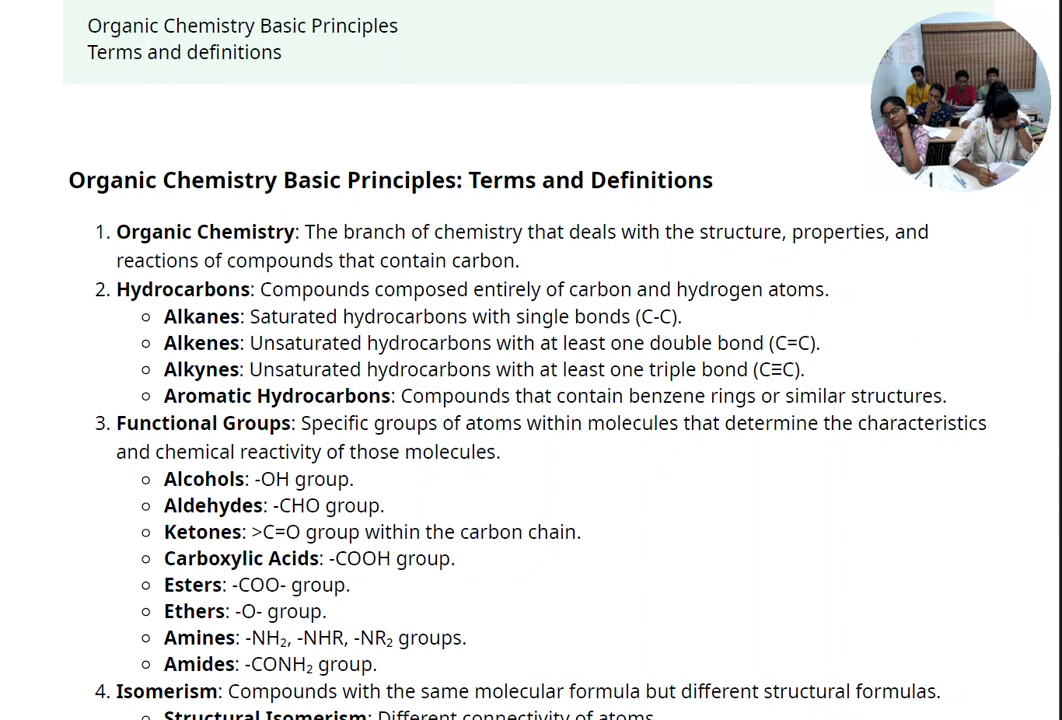 Organic Chemistry Basic Principles
Terms and definitions
Organic Chemistry Basic Principles: Terms and Definitions
1. Organic Chemistry: The branch of chemistry that deals with the structure, properties, and
reactions of compounds that contain carbon.
2. Hydrocarbons: Compounds composed entirely of carbon and hydrogen atoms.
◦ Alkanes: Saturated hydrocarbons with single bonds (C-C).
◦ Alkenes: Unsaturated hydrocarbons with at least one double bond (C=C).
◦ Alkynes: Unsaturated hydrocarbons with at least one triple bond (C≡C).
◦ Aromatic Hydrocarbons: Compounds that contain benzene rings or similar structures.
3. Functional Groups: Specific groups of atoms within molecules that determine the characteristics
and chemical reactivity of those molecules.
◦ Alcohols: -OH group.
◦ Aldehydes: -CHO group.
◦ Ketones: >C=O group within the carbon chain.
◦ Carboxylic Acids: -COOH group.
◦ Esters: -COO- group.
◦ Ethers: -O- group.
◦ Amines: -NH₂, -NHR, -NR₂ groups.
◦ Amides: -CONH₂ group.
4. Isomerism: Compounds with the same molecular formula but different structural formulas.
◦ Structural Isomerism: Different connectivity of atoms.